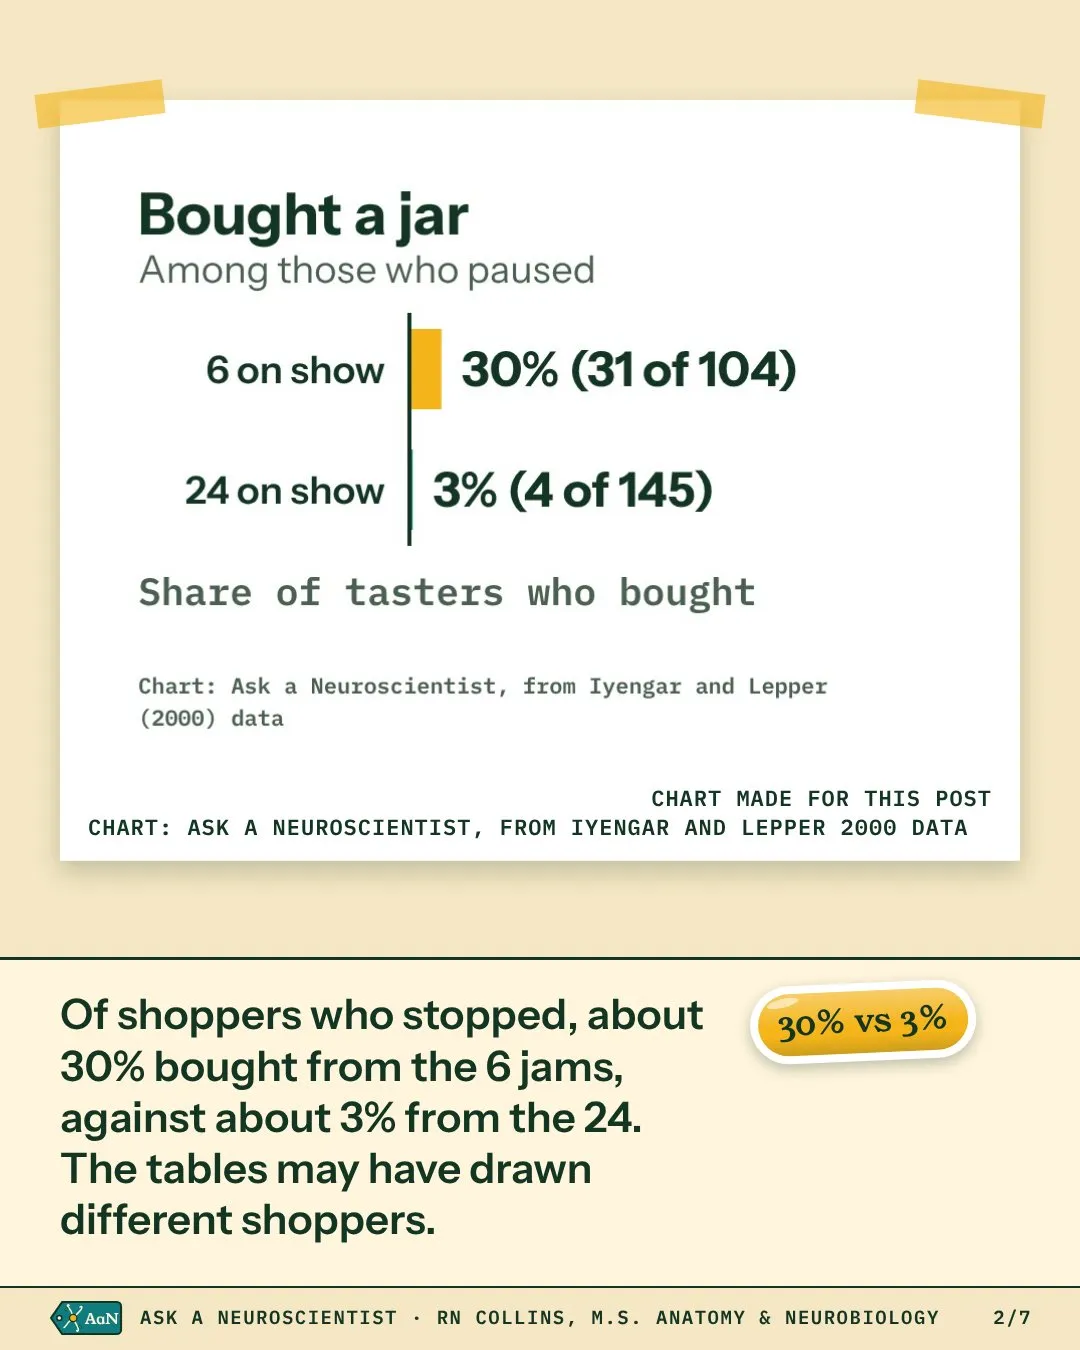 Bought a jar
Among those who paused
6 on show 30% (31 of 104)
24 on show 3% (4 of 145)
Share of tasters who bought
Chart: Ask a Neuroscientist, from Iyengar and Lepper
(2000) data
CHART MADE FOR THIS POST
CHART: ASK A NEUROSCIENTIST, FROM IYENGAR AND LEPPER 2000 DATA
Of shoppers who stopped, about
30% bought from the 6 jams,
against about 3% from the 24.
The tables may have drawn
different shoppers.
30% vs 3%
AaN ASK A NEUROSCIENTIST · RN COLLINS, M.S. ANATOMY & NEUROBIOLOGY 2/7